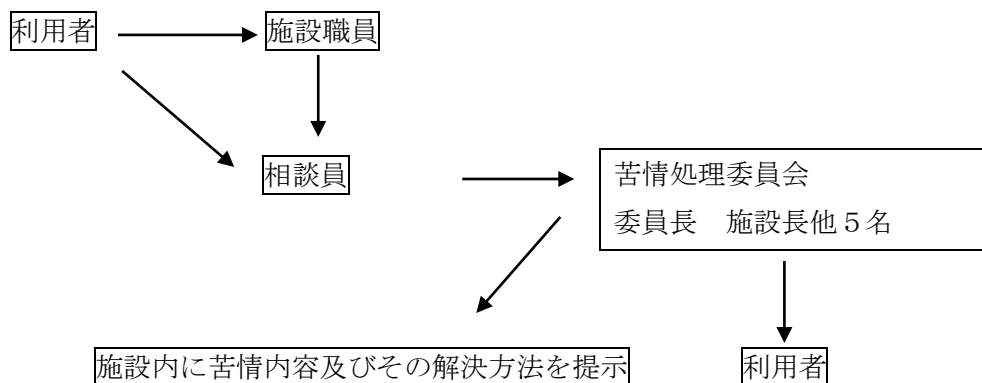 利用者
施設職員
相談員
苦情処理委員会
委員長　施設長他５名
施設内に苦情内容及びその解決方法を提示
利用者